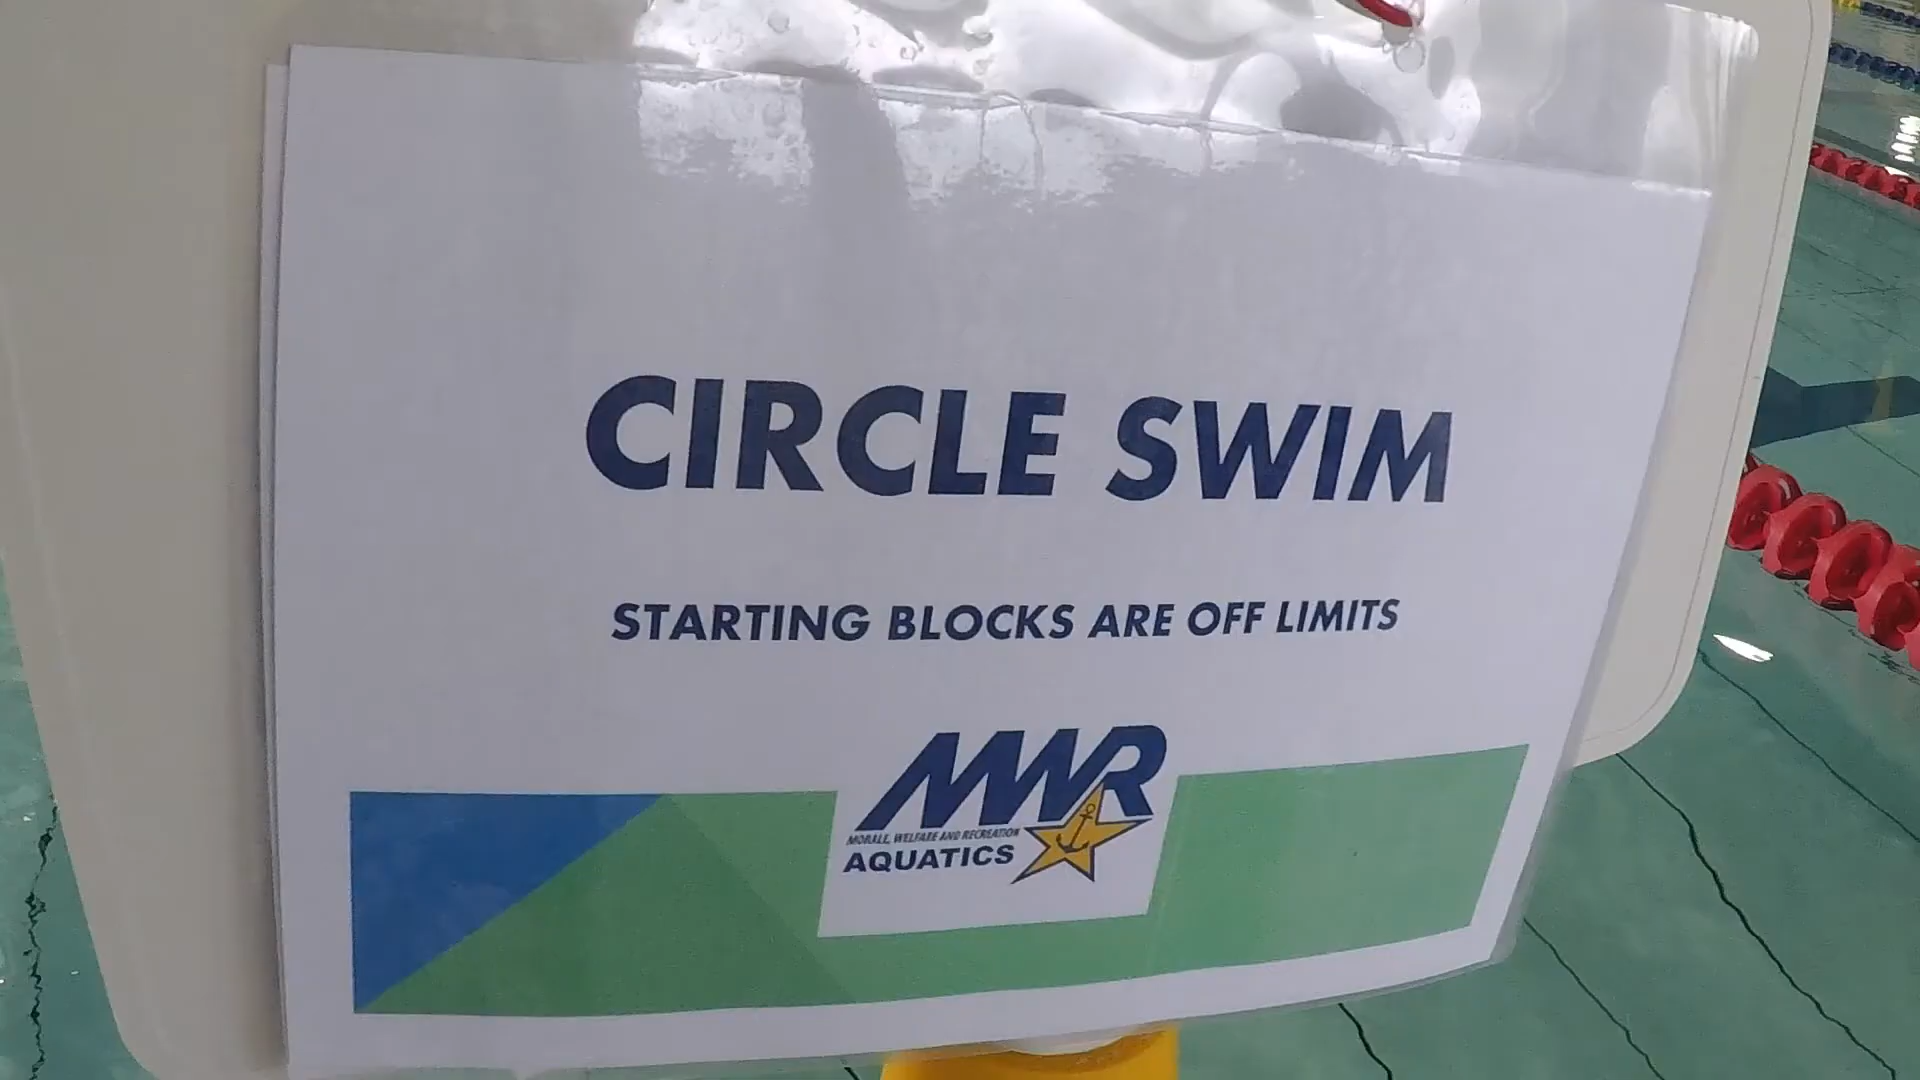 CIRCLE SWIM
STARTING BLOCKS ARE OFF LIMITS
MWR
MORALE, WELFARE AND RECREATION
AQUATICS